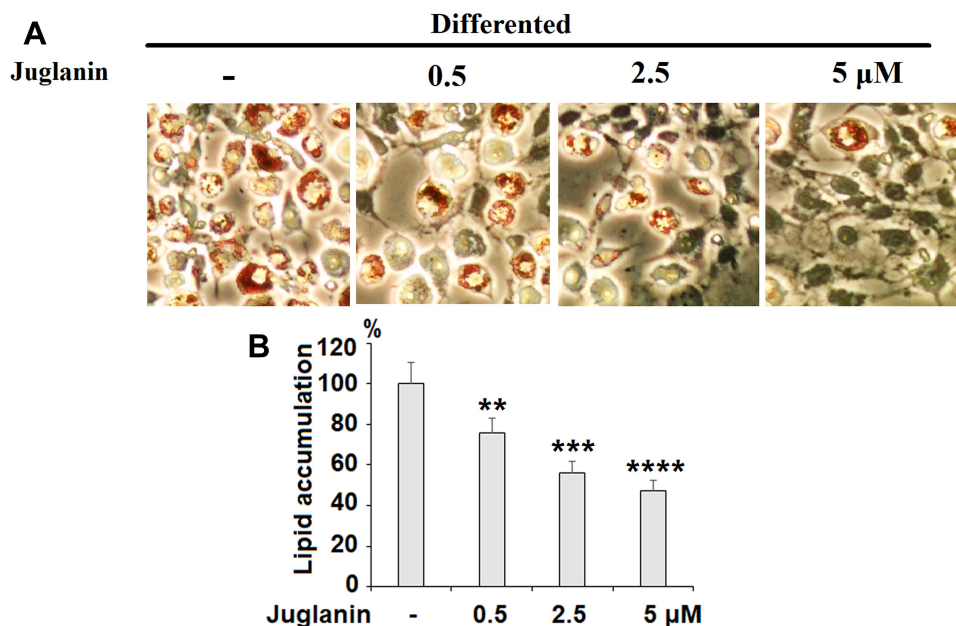 A
Differented
Juglanin - 0.5 2.5 5 μM
B
%
Lipid accumulation
120
100
80
60
40
20
0
**
***
****
Juglanin - 0.5 2.5 5 μM